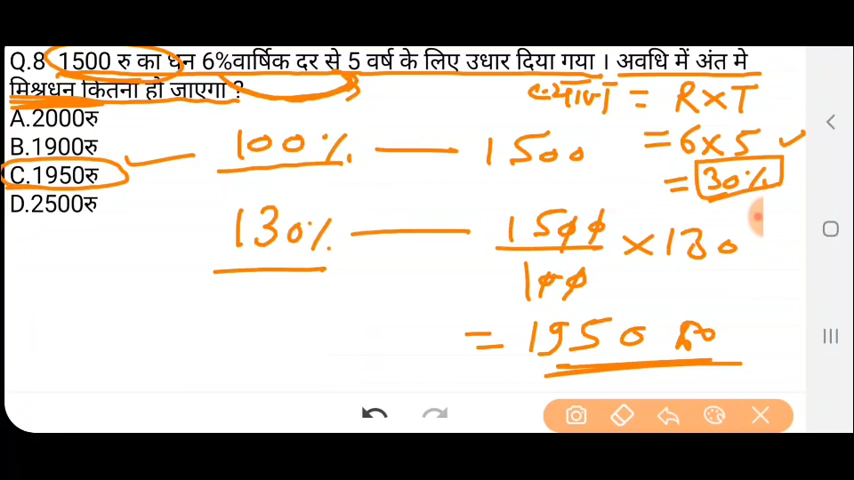 Q.8 1500 रु का धन 6%वार्षिक दर से 5 वर्ष के लिए उधार दिया गया । अवधि में अंत मे
मिश्रधन कितना हो जाएगा ?
A.2000रु
B.1900रु
C.1950रु
D.2500रु
ब्याज = R×T
= 6×5
= 30%
100% — 1500
130% — 1500/100 ×130
= 1950 रु०